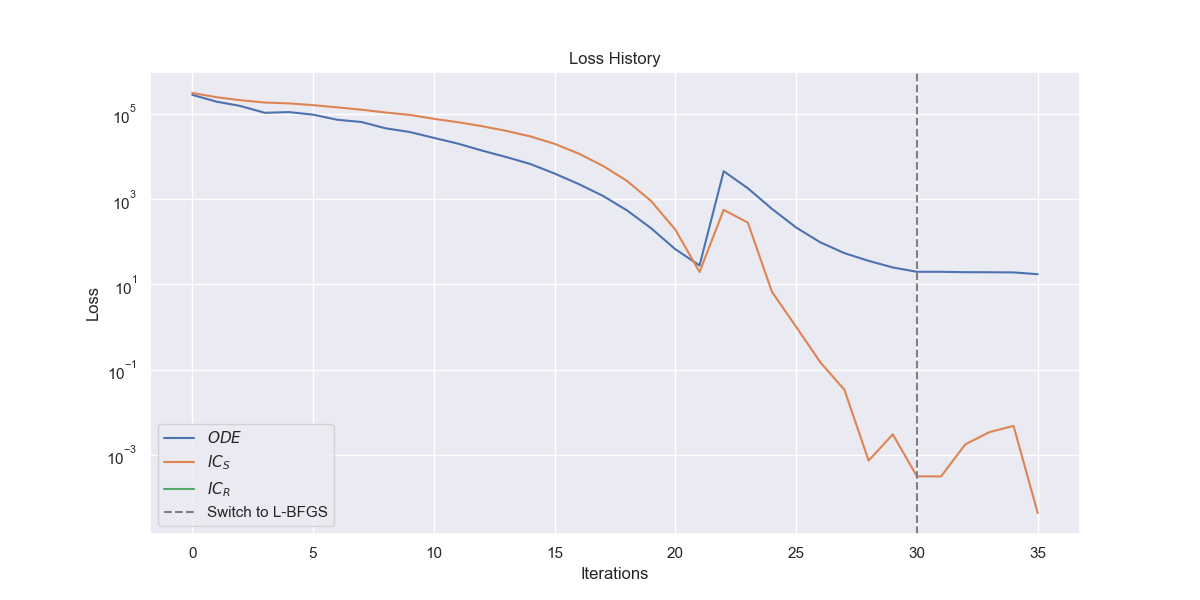 Loss History
Loss
10^5
10^3
10^1
10^−1
10^−3
ODE
IC_S
IC_R
Switch to L-BFGS
0 5 10 15 20 25 30 35
Iterations